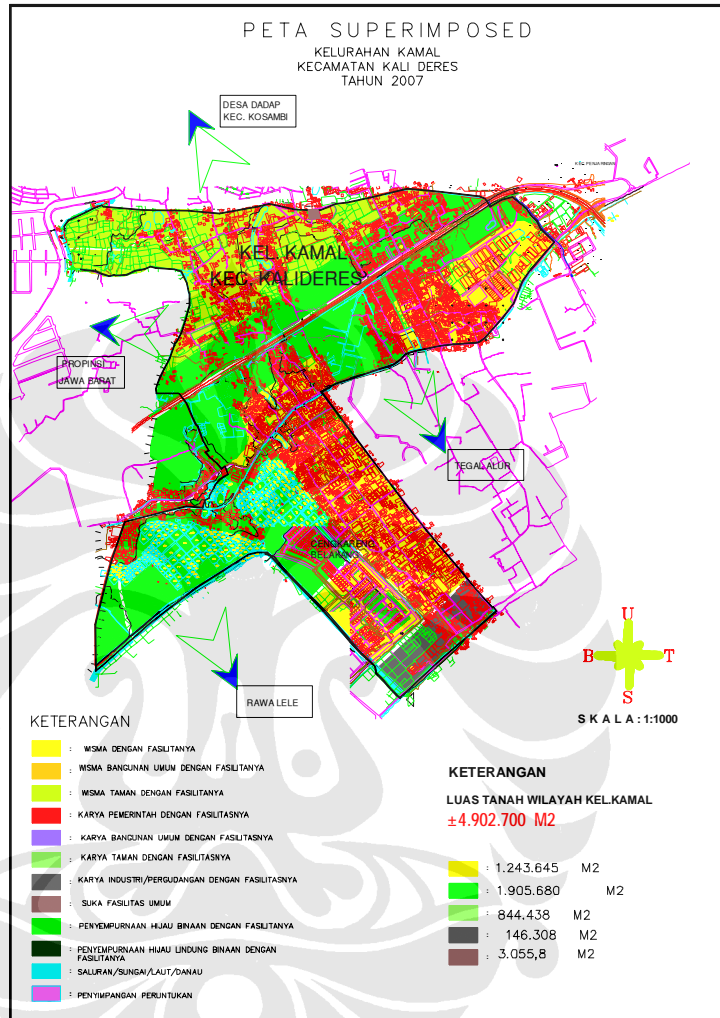 PETA SUPERIMPOSED
KELURAHAN KAMAL
KECAMATAN KALI DERES
TAHUN 2007
DESA DADAP
KEC. KOSAMBI
KEC. PENJARINGAN
KEL. KAMAL
KEC. KALIDERES
PROPINSI
JAWA BARAT
TEGAL ALUR
CENGKARENG
BELAKANG
RAWA LELE
U
B T
S
S K A L A : 1:1000
KETERANGAN
: WISMA DENGAN FASILITANYA
: WISMA BANGUNAN UMUM DENGAN FASILITANYA
: WISMA TAMAN DENGAN FASILITANYA
: KARYA PEMERINTAH DENGAN FASILITASNYA
: KARYA BANGUNAN UMUM DENGAN FASILITASNYA
: KARYA TAMAN DENGAN FASILITASNYA
: KARYA INDUSTRI/PERGUDANGAN DENGAN FASILITASNYA
: SUKA FASILITAS UMUM
: PENYEMPURNAAN HIJAU BINAAN DENGAN FASILITANYA
: PENYEMPURNAAN HIJAU LINDUNG BINAAN DENGAN
FASILITANYA
: SALURAN/SUNGAI/LAUT/DANAU
: PENYIMPANGAN PERUNTUKAN
KETERANGAN
LUAS TANAH WILAYAH KEL.KAMAL
±4.902.700 M2
: 1.243.645 M2
: 1.905.680 M2
: 844.438 M2
: 146.308 M2
: 3.055,8 M2